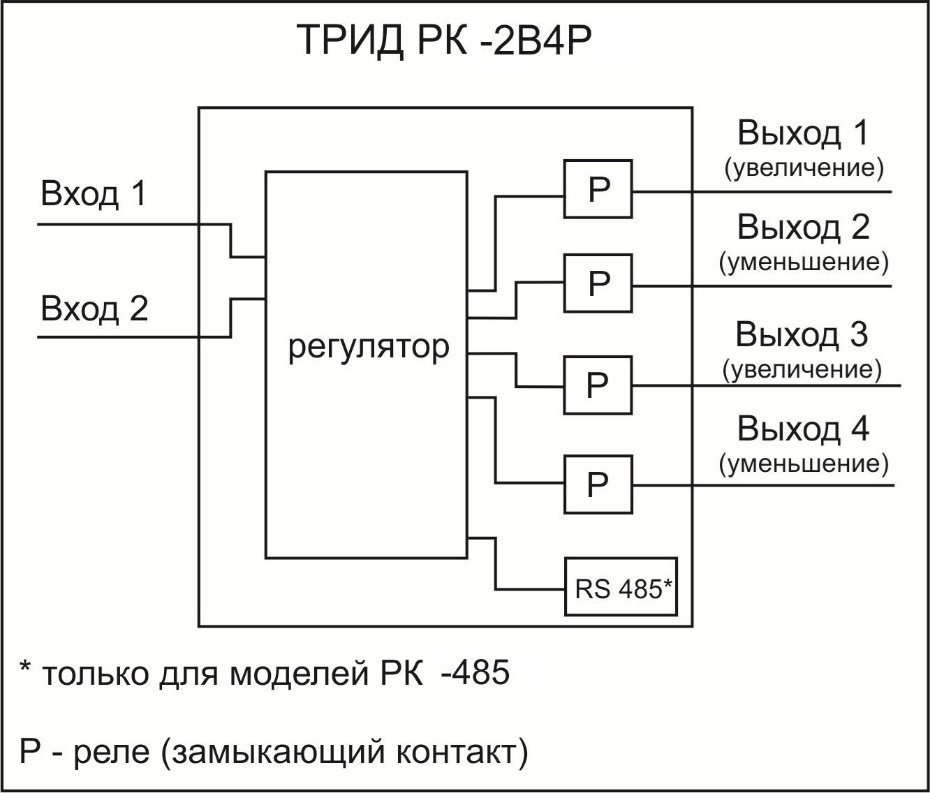 ТРИД РК -2В4Р
Вход 1
Вход 2
регулятор
Р
Р
Р
Р
RS 485*
Выход 1
(увеличение)
Выход 2
(уменьшение)
Выход 3
(увеличение)
Выход 4
(уменьшение)
* только для моделей РК -485
Р - реле (замыкающий контакт)